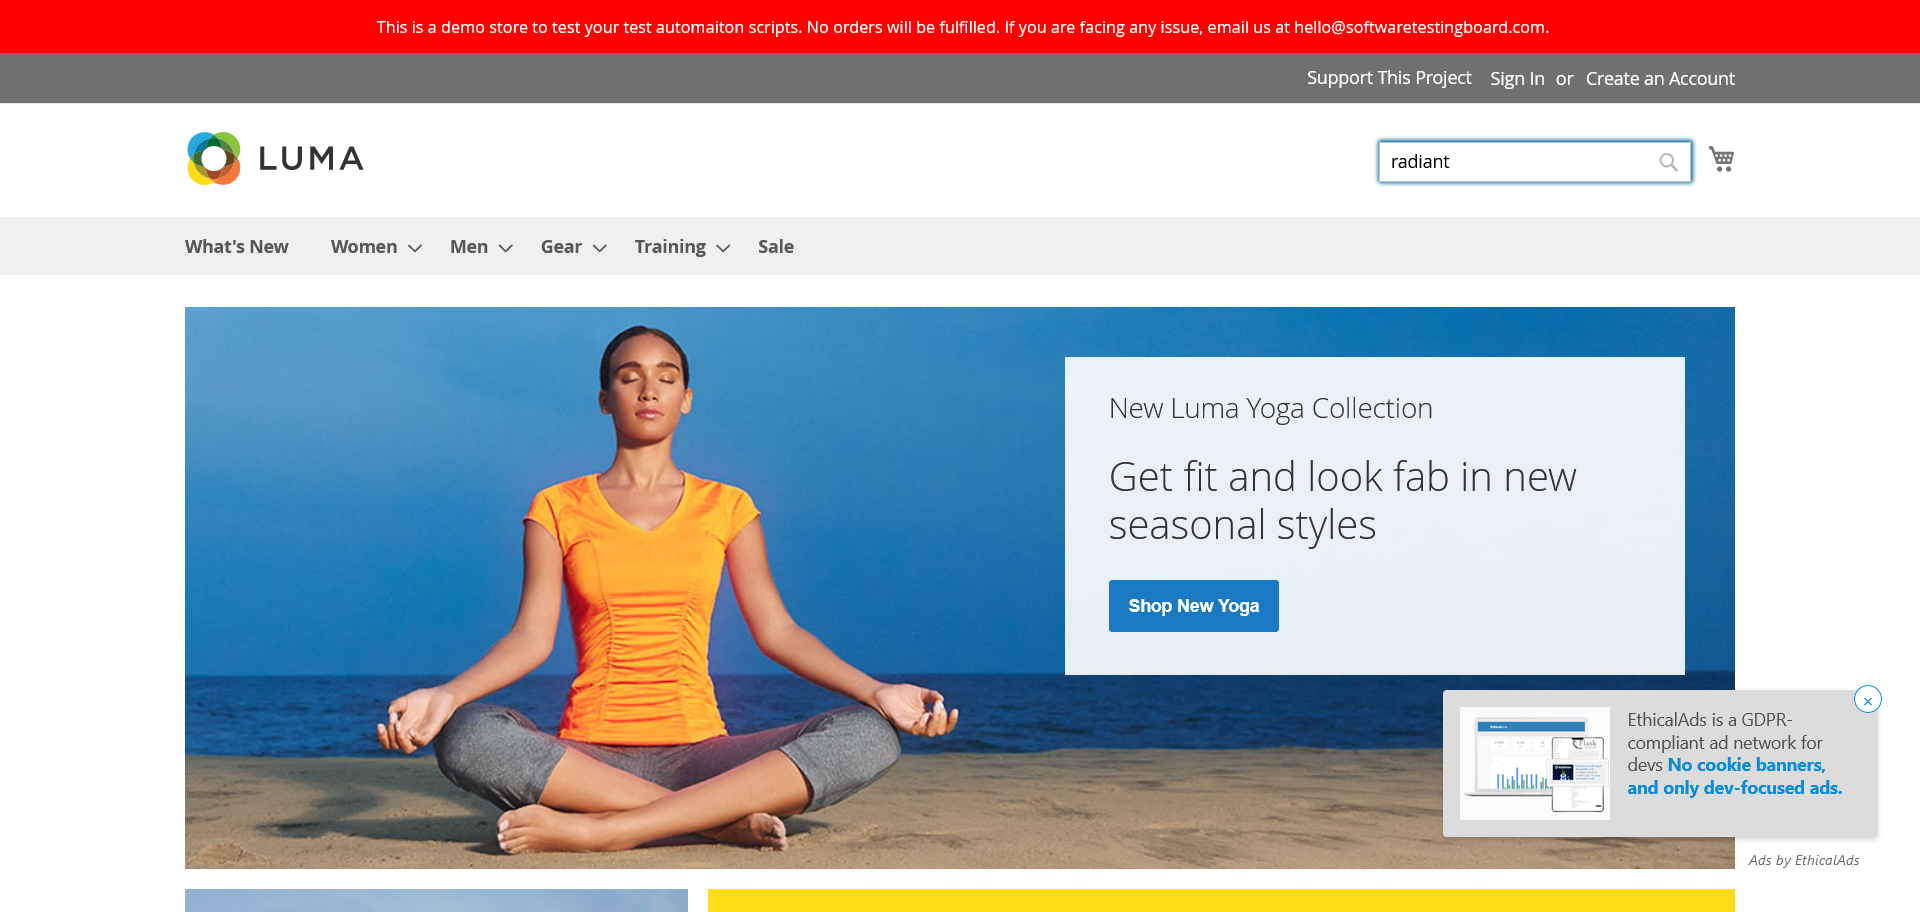 This is a demo store to test your test automaiton scripts. No orders will be fulfilled. If you are facing any issue, email us at hello@softwaretestingboard.com.
Support This Project Sign In or Create an Account
LUMA
radiant
What's New Women Men Gear Training Sale
New Luma Yoga Collection
Get fit and look fab in new
seasonal styles
Shop New Yoga
×
EthicalAds is a GDPR-
compliant ad network for
devs No cookie banners,
and only dev-focused ads.
Ads by EthicalAds